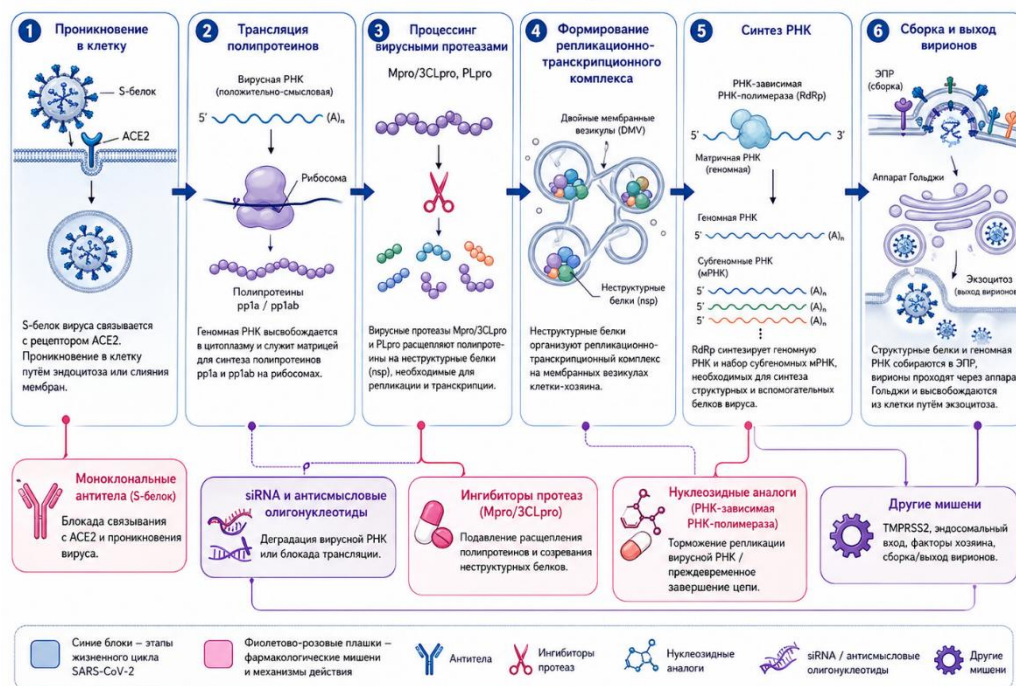 1
Проникновение
в клетку
S-белок
ACE2
S-белок вируса связывается
с рецептором ACE2.
Проникновение в клетку
путём эндоцитоза или слияния
мембран.
2
Трансляция
полипротеинов
Вирусная РНК
(положительно-смысловая)
5′ (A)n
Рибосома
Полипротеины
pp1a / pp1ab
Геномная РНК высвобождается
в цитоплазму и служит матрицей
для синтеза полипротеинов
pp1a и pp1ab на рибосомах.
3
Процессинг
вирусными протеазами
Mpro/3CLpro, PLpro
Вирусные протеазы Mpro/3CLpro
и PLpro расщепляют полипроте-
ины на неструктурные белки
(nsp), необходимые для
репликации и транскрипции.
4
Формирование
репликационно-
транскрипционного
комплекса
Двойные мембранные
везикулы (DMV)
Неструктурные
белки (nsp)
Неструктурные белки
организуют репликационно-
транскрипционный комплекс
на мембранных везикулах
клетки-хозяина.
5
Синтез РНК
РНК-зависимая
РНК-полимераза (RdRp)
5′ 3′
Матричная РНК
(геномная)
Геномная РНК
5′ (A)n
Субгеномные РНК
(мРНК)
5′ (A)n
5′ (A)n
5′ (A)n
RdRp синтезирует геномную
РНК и набор субгеномных мРНК,
необходимых для синтеза
структурных и вспомогательных
белков вируса.
6
Сборка и выход
вирионов
ЭПР
(сборка)
Аппарат Гольджи
Экзоцитоз
(выход вирионов)
Структурные белки и геномная
РНК собираются в ЭПР,
вирионы проходят через аппарат
Гольджи и высвобождаются
из клетки путём экзоцитоза.
Моноклональные
антитела (S-белок)
Блокада связывания
с ACE2 и проникновения
вируса.
siRNA и антисмысловые
олигонуклеотиды
Деградация вирусной РНК
или блокада трансляции.
Ингибиторы протеаз
(Mpro/3CLpro)
Подавление расщепления
полипротеинов и созревания
неструктурных белков.
Нуклеозидные аналоги
(РНК-зависимая
РНК-полимераза)
Торможение репликации
вирусной РНК /
преждевременное
завершение цепи.
Другие мишени
TMPRSS2, эндосомальный
вход, факторы хозяина,
сборка/выход вирионов.
Синие блоки – этапы
жизненного цикла
SARS-CoV-2
Фиолетово-розовые плашки –
фармакологические мишени
и механизмы действия
Антитела
Ингибиторы
протеаз
Нуклеозидные
аналоги
siRNA / антисмысловые
олигонуклеотиды
Другие
мишени